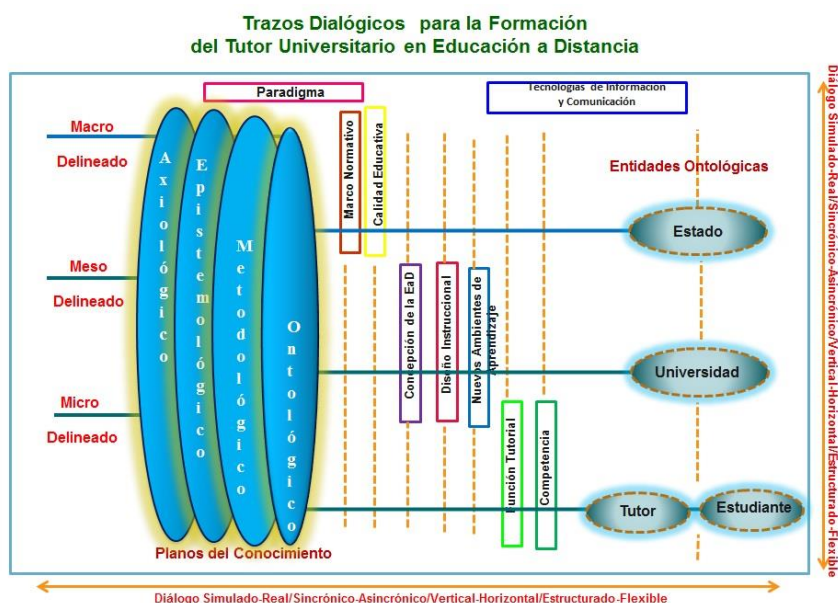 Trazos Dialógicos para la Formación
del Tutor Universitario en Educación a Distancia
Paradigma
Tecnologías de Información
y Comunicación
Macro
Delineado
Meso
Delineado
Micro
Delineado
Axiológico
Epistemológico
Metodológico
Ontológico
Planos del Conocimiento
Marco Normativo
Calidad Educativa
Concepción de la EaD
Diseño Instruccional
Nuevos Ambientes de
Aprendizaje
Función Tutorial
Competencia
Entidades Ontológicas
Estado
Universidad
Tutor
Estudiante
Diálogo Simulado-Real/Sincrónico-Asincrónico/Vertical-Horizontal/Estructurado-Flexible
Diálogo Simulado-Real/Sincrónico-Asincrónico/Vertical-Horizontal/Estructurado-Flexible